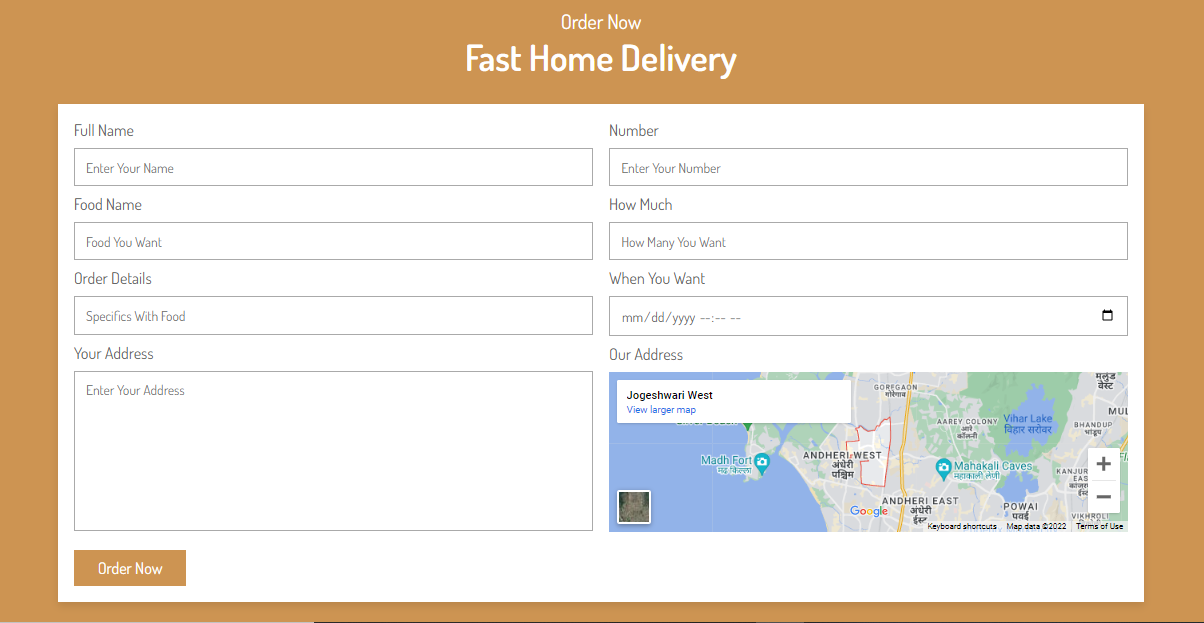 Order Now
Fast Home Delivery
Full Name
Number
Enter Your Name
Enter Your Number
Food Name
How Much
Food You Want
How Many You Want
Order Details
When You Want
Specifics With Food
mm/dd/yyyy --:-- --
Your Address
Our Address
Enter Your Address
Jogeshwari West
View larger map
GOREGAON
गोरेगाव
मुलुंड
वेस्ट
Vihar Lake
विहार सरोवर
AAREY COLONY
आरे
कॉलनी
MUL
BHANDUP
भांडुप
Madh Fort
मढ किल्ला
ANDHERI WEST
अंधेरी
पश्चिम
Mahakali Caves
महाकाली लेणी
KANJUR
EAS
ANDHERI EAST
अंधेरी
ईस्ट
POWAI
पवई
VIKHROLI
Google
Keyboard shortcuts
Map data ©2022
Terms of Use
Order Now